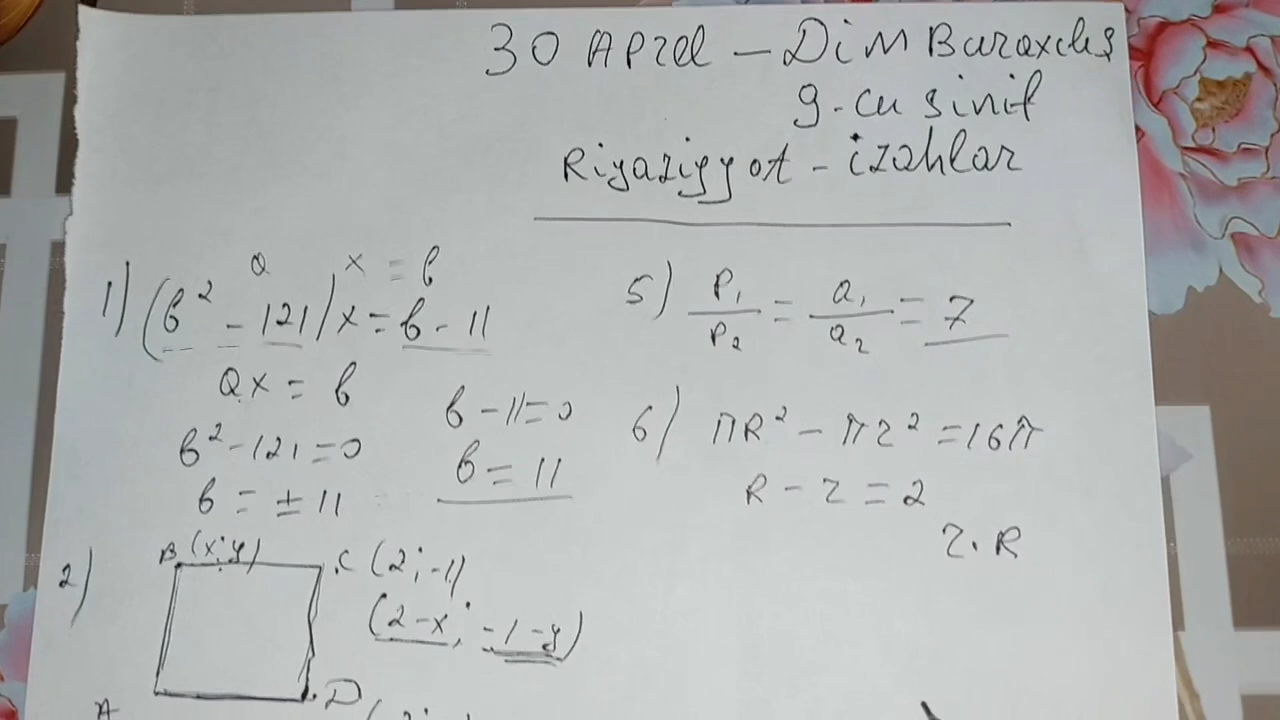 30 Aprel - Dim Buraxılış
9-cu sinif
Riyaziyyat - izahlar
a x = b
1) (b² - 121) x = b - 11
ax = b
b² - 121 = 0
b = ± 11
b - 11 = 0
b = 11
2) B (x; y) C (2; -1)
(2 - x; -1 - y)
A D
5) P₁/P₂ = a₁/a₂ = 7
6) πR² - πr² = 16π
R - r = 2
r. R